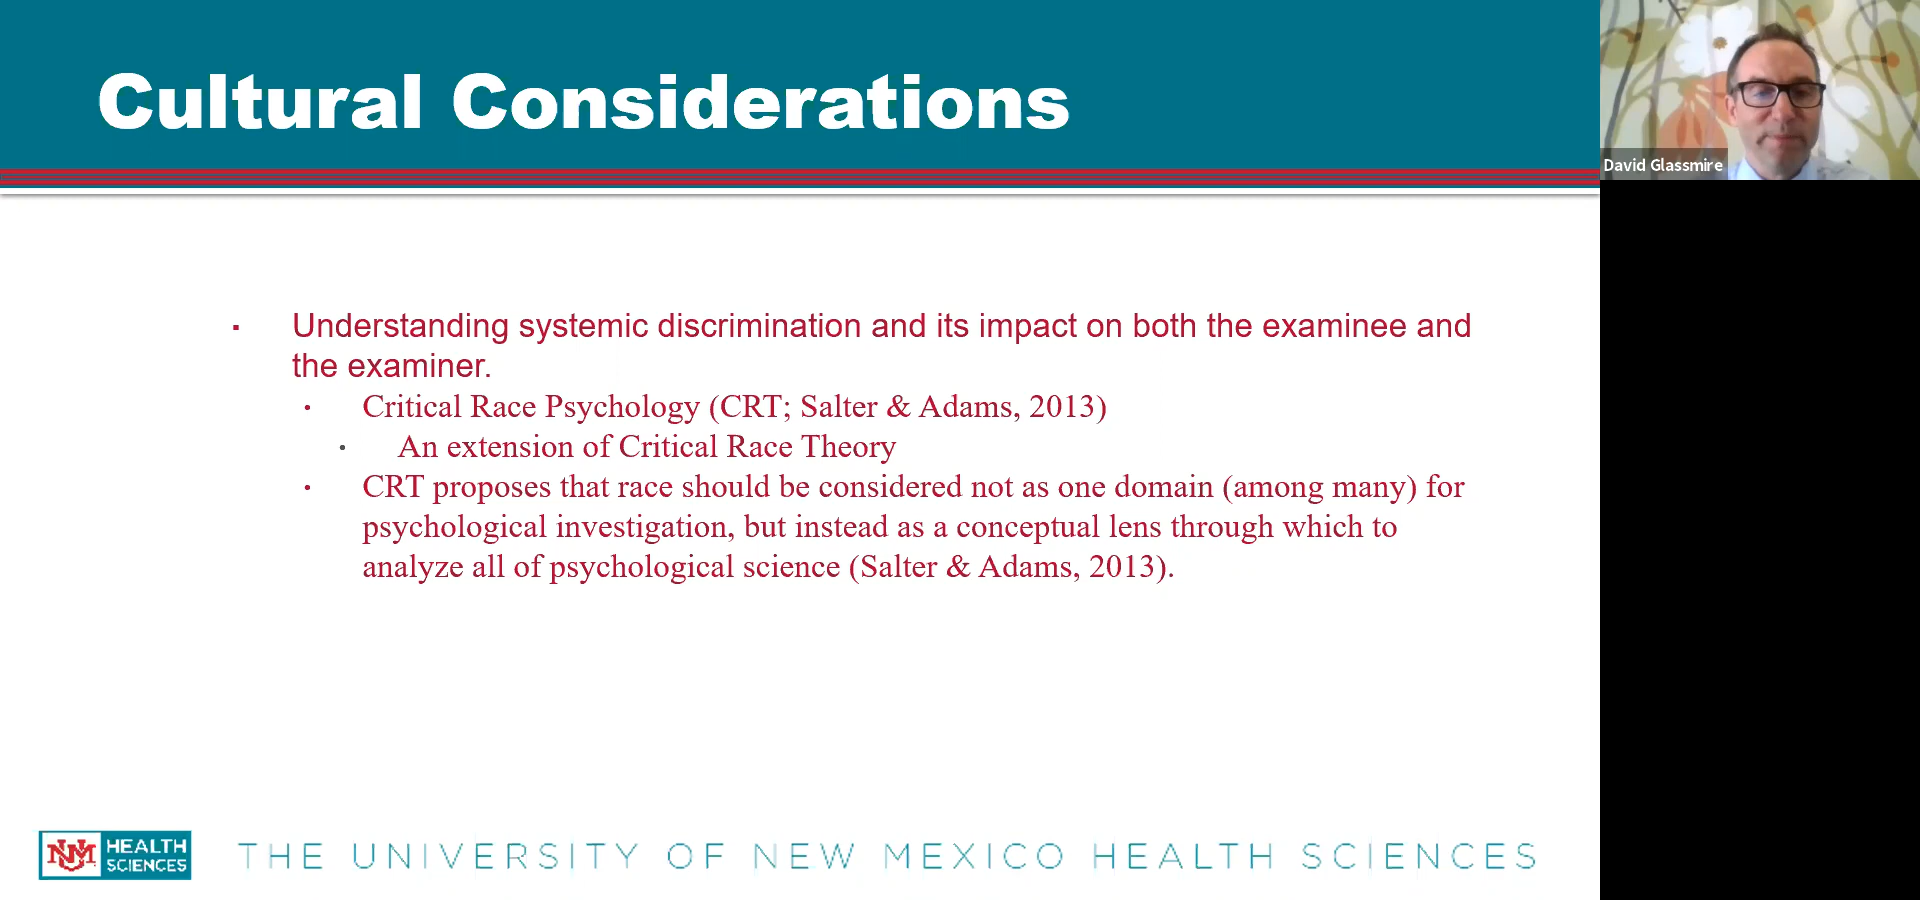 Cultural Considerations
David Glassmire
▪ Understanding systemic discrimination and its impact on both the examinee and
the examiner.
• Critical Race Psychology (CRT; Salter & Adams, 2013)
• An extension of Critical Race Theory
• CRT proposes that race should be considered not as one domain (among many) for
psychological investigation, but instead as a conceptual lens through which to
analyze all of psychological science (Salter & Adams, 2013).
UNM HEALTH
SCIENCES
THE UNIVERSITY OF NEW MEXICO HEALTH SCIENCES